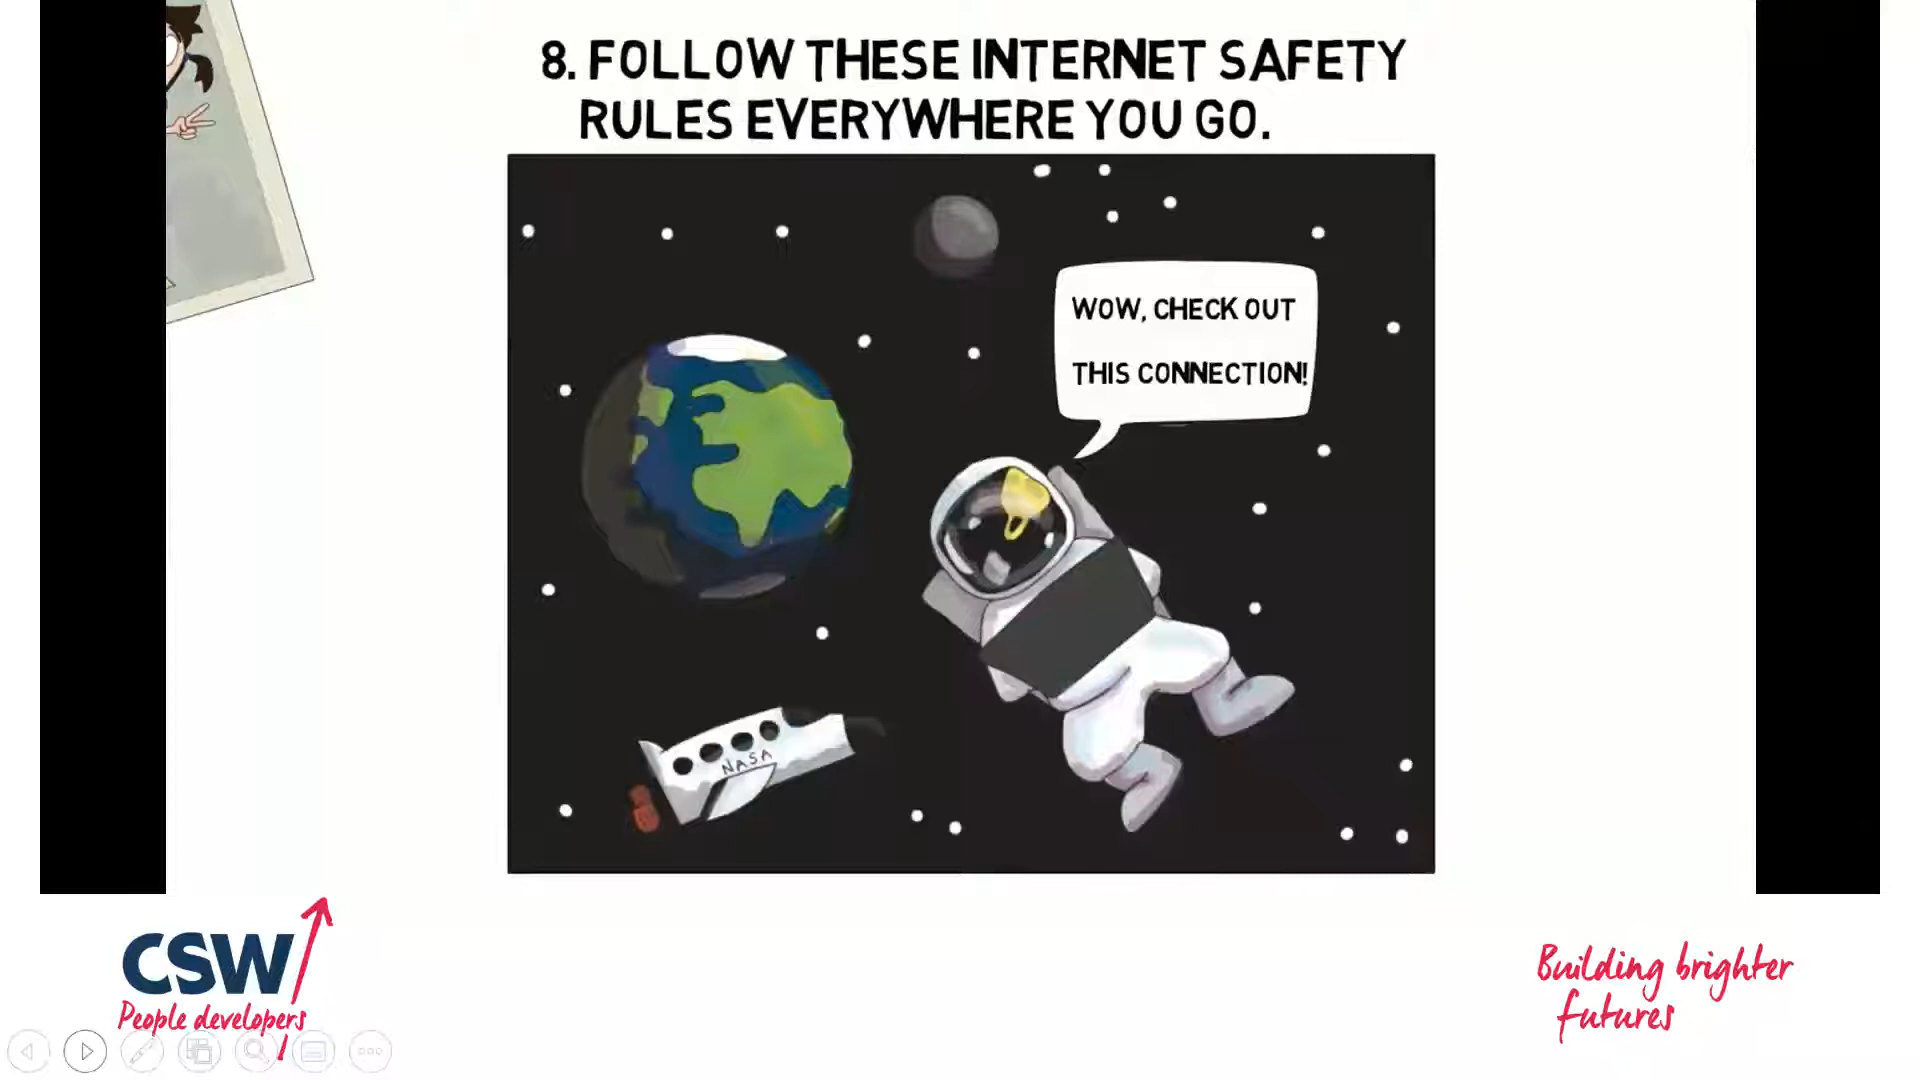 8. FOLLOW THESE INTERNET SAFETY
RULES EVERYWHERE YOU GO.
WOW, CHECK OUT
THIS CONNECTION!
NASA
CSW
People developers
Building brighter
futures